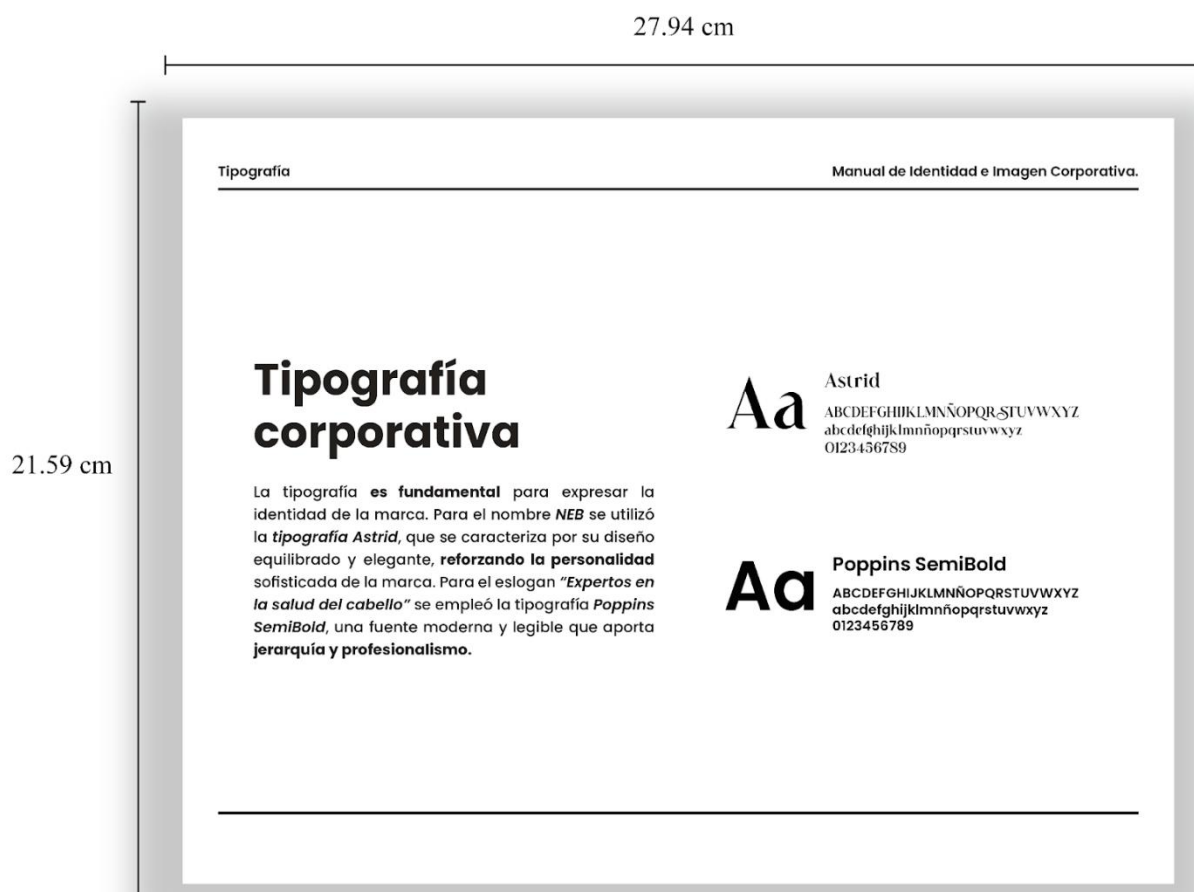 27.94 cm
21.59 cm
Tipografía
Manual de Identidad e Imagen Corporativa.
Tipografía
corporativa
La tipografía es fundamental para expresar la
identidad de la marca. Para el nombre NEB se utilizó
la tipografía Astrid, que se caracteriza por su diseño
equilibrado y elegante, reforzando la personalidad
sofisticada de la marca. Para el eslogan “Expertos en
la salud del cabello” se empleó la tipografía Poppins
SemiBold, una fuente moderna y legible que aporta
jerarquía y profesionalismo.
Aa
Astrid
ABCDEFGHIJKLMNÑOPQRSTUVWXYZ
abcdefghijklmnñopqrstuvwxyz
0123456789
Aa
Poppins SemiBold
ABCDEFGHIJKLMNÑOPQRSTUVWXYZ
abcdefghijklmnñopqrstuvwxyz
0123456789